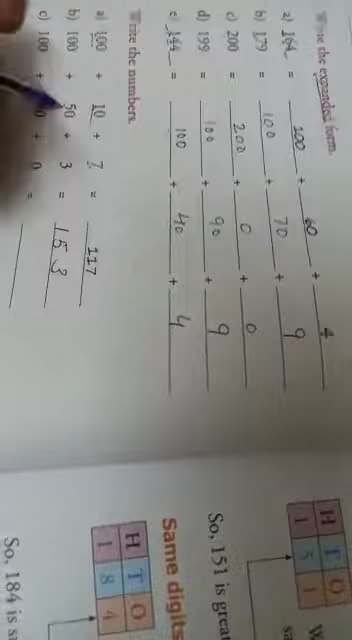 Write the expanded form.
a) 164 = 100 + 60 + 4
b) 179 = 100 + 70 + 9
c) 200 = 200 + 0 + 0
d) 199 = 100 + 90 + 9
e) 144 = 100 + 40 + 4
Write the numbers.
a) 100 + 10 + 7 = 117
b) 100 + 50 + 3 = 153
c) 100 + 0 + 0 =
H T O
1 5 1
So, 151 is grea
Same digits
H T O
1 8 4
So, 184 is s